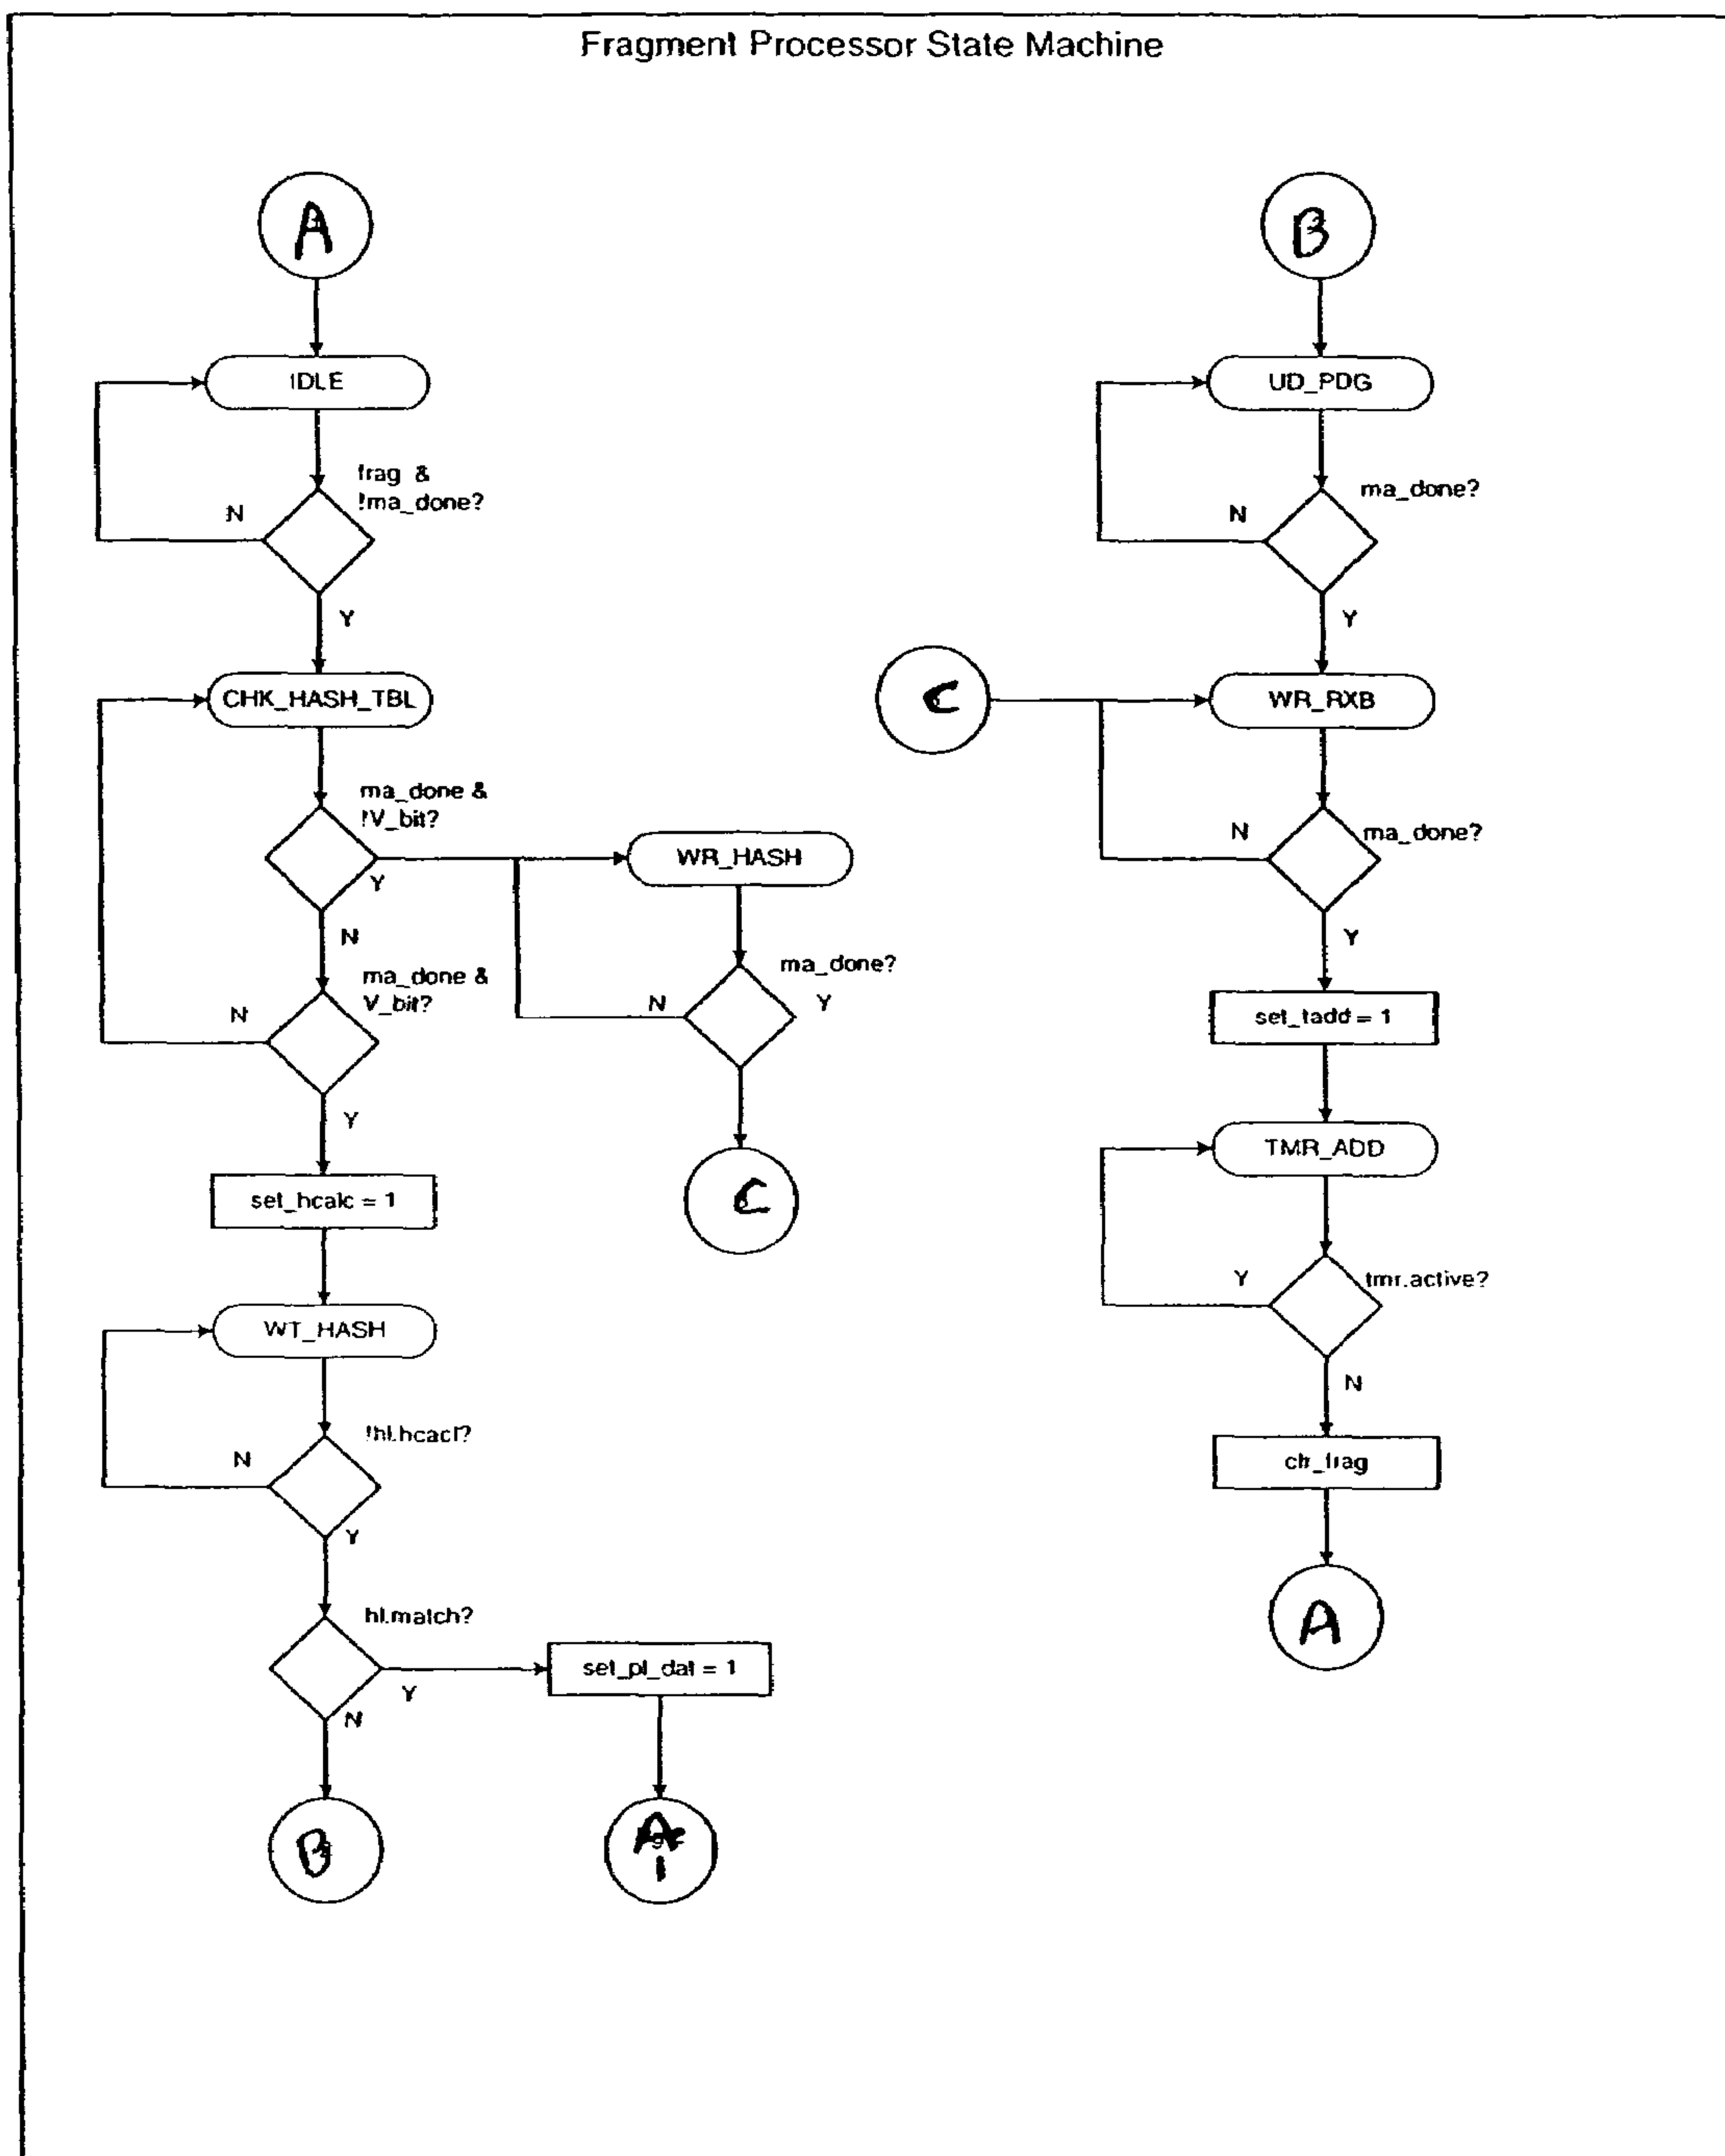 Fragment Processor State Machine
A
IDLE
frag &
!ma_done?
N
Y
CHK_HASH_TBL
ma_done &
!V_bit?
Y
N
WR_HASH
ma_done?
N
Y
C
ma_done &
V_bit?
N
Y
set_hcalc = 1
WT_HASH
!hl.hcacl?
N
Y
hl.match?
Y
N
set_pl_dat = 1
B
A
1
B
UD_PDG
ma_done?
N
Y
C
WR_RXB
ma_done?
N
Y
set_tadd = 1
TMR_ADD
tmr.active?
Y
N
clr_frag
A